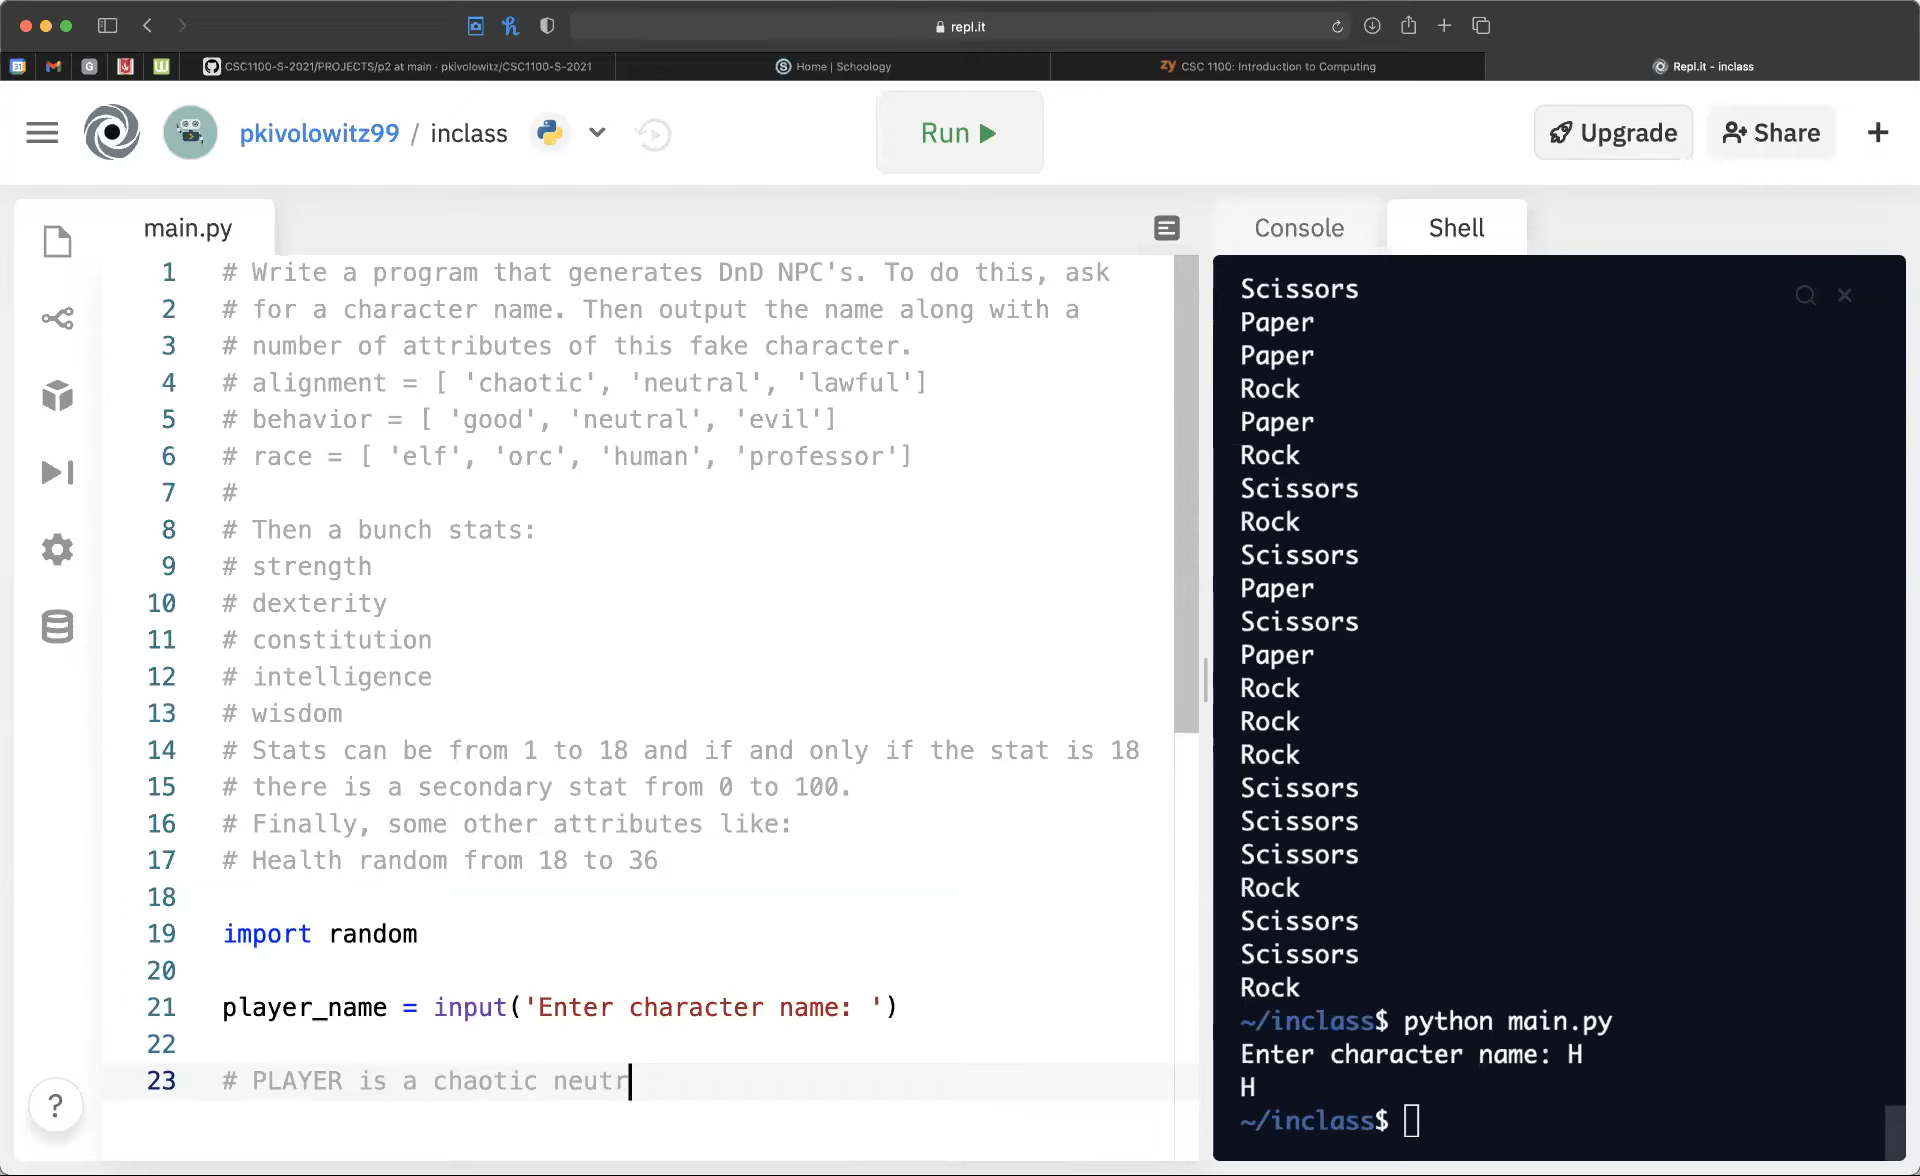 repl.it
31
G
W
CSC1100-S-2021/PROJECTS/p2 at main · pkivolowitz/CSC1100-S-2021
S Home | Schoology
zy CSC 1100: Introduction to Computing
Repl.it - inclass
pkivolowitz99 / inclass
Run
Upgrade
Share
+
main.py
1 # Write a program that generates DnD NPC's. To do this, ask
2 # for a character name. Then output the name along with a
3 # number of attributes of this fake character.
4 # alignment = [ 'chaotic', 'neutral', 'lawful']
5 # behavior = [ 'good', 'neutral', 'evil']
6 # race = [ 'elf', 'orc', 'human', 'professor']
7 #
8 # Then a bunch stats:
9 # strength
10 # dexterity
11 # constitution
12 # intelligence
13 # wisdom
14 # Stats can be from 1 to 18 and if and only if the stat is 18
15 # there is a secondary stat from 0 to 100.
16 # Finally, some other attributes like:
17 # Health random from 18 to 36
18
19 import random
20
21 player_name = input('Enter character name: ')
22
23 # PLAYER is a chaotic neutr
?
Console
Shell
Scissors
Paper
Paper
Rock
Paper
Rock
Scissors
Rock
Scissors
Paper
Scissors
Paper
Rock
Rock
Rock
Scissors
Scissors
Scissors
Rock
Scissors
Scissors
Rock
~/inclass$ python main.py
Enter character name: H
H
~/inclass$